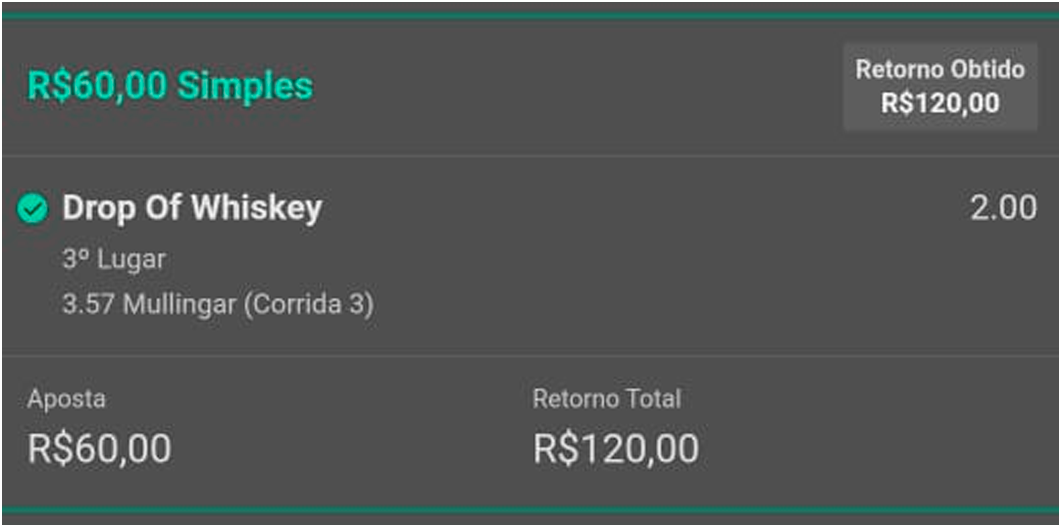 R$60,00 Simples
Retorno Obtido
R$120,00
Drop Of Whiskey
2.00
3º Lugar
3.57 Mullingar (Corrida 3)
Aposta
Retorno Total
R$60,00
R$120,00